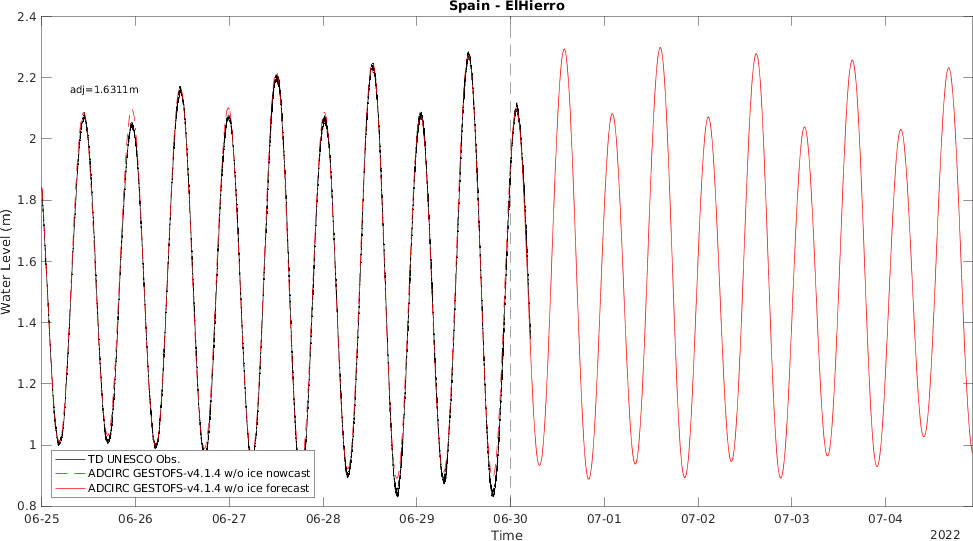 Spain - ElHierro
2.4
2.2
2
1.8
1.6
1.4
1.2
1
0.8
Water Level (m)
adj=1.6311m
TD UNESCO Obs.
ADCIRC GESTOFS-v4.1.4 w/o ice nowcast
ADCIRC GESTOFS-v4.1.4 w/o ice forecast
06-25 06-26 06-27 06-28 06-29 06-30 07-01 07-02 07-03 07-04
Time
2022